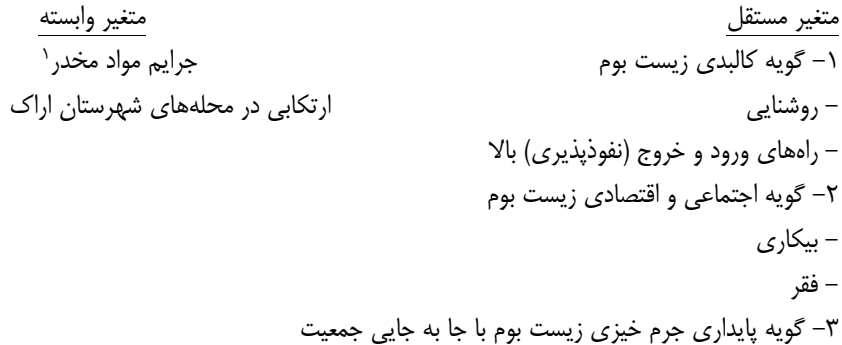 متغیر مستقل متغیر وابسته
۱- گویه کالبدی زیست بوم جرایم مواد مخدر۱
- روشنایی ارتکابی در محله‌های شهرستان اراک
- راه‌های ورود و خروج (نفوذپذیری) بالا
۲- گویه اجتماعی و اقتصادی زیست بوم
- بیکاری
- فقر
۳- گویه پایداری جرم خیزی زیست بوم با جا به جایی جمعیت